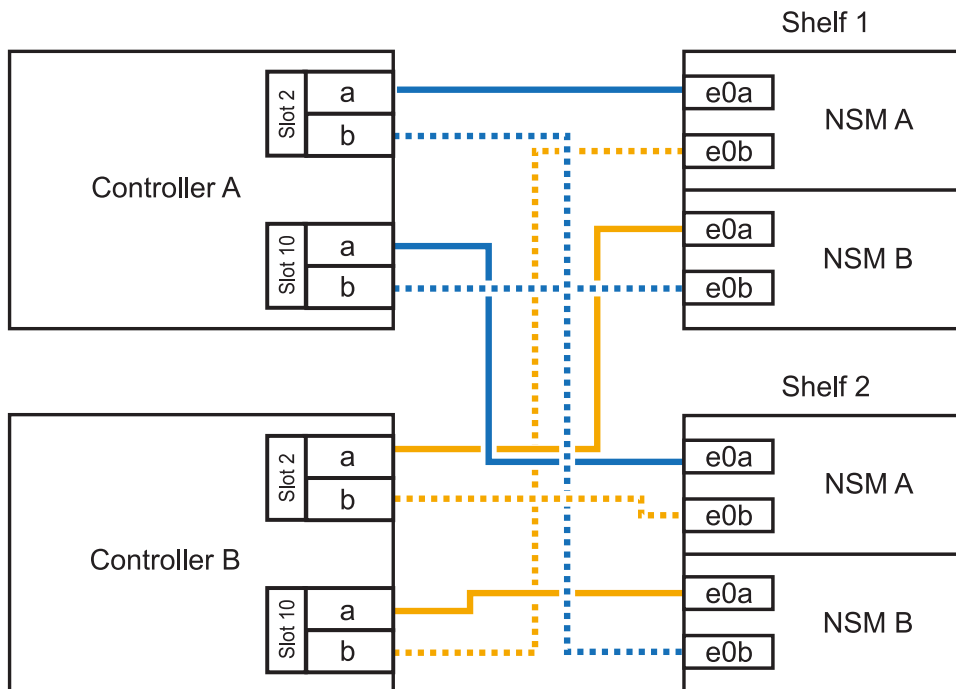 Shelf 1
Controller A
Slot 2
a
b
Slot 10
a
b
e0a
e0b
NSM A
e0a
e0b
NSM B
Shelf 2
Controller B
Slot 2
a
b
Slot 10
a
b
e0a
e0b
NSM A
e0a
e0b
NSM B